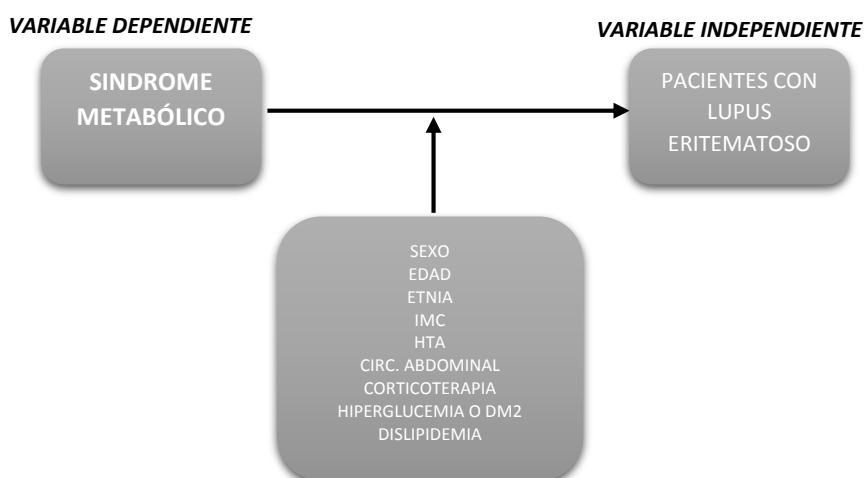 VARIABLE DEPENDIENTE
VARIABLE INDEPENDIENTE
SINDROME
METABÓLICO
PACIENTES CON
LUPUS
ERITEMATOSO
SEXO
EDAD
ETNIA
IMC
HTA
CIRC. ABDOMINAL
CORTICOTERAPIA
HIPERGLUCEMIA O DM2
DISLIPIDEMIA